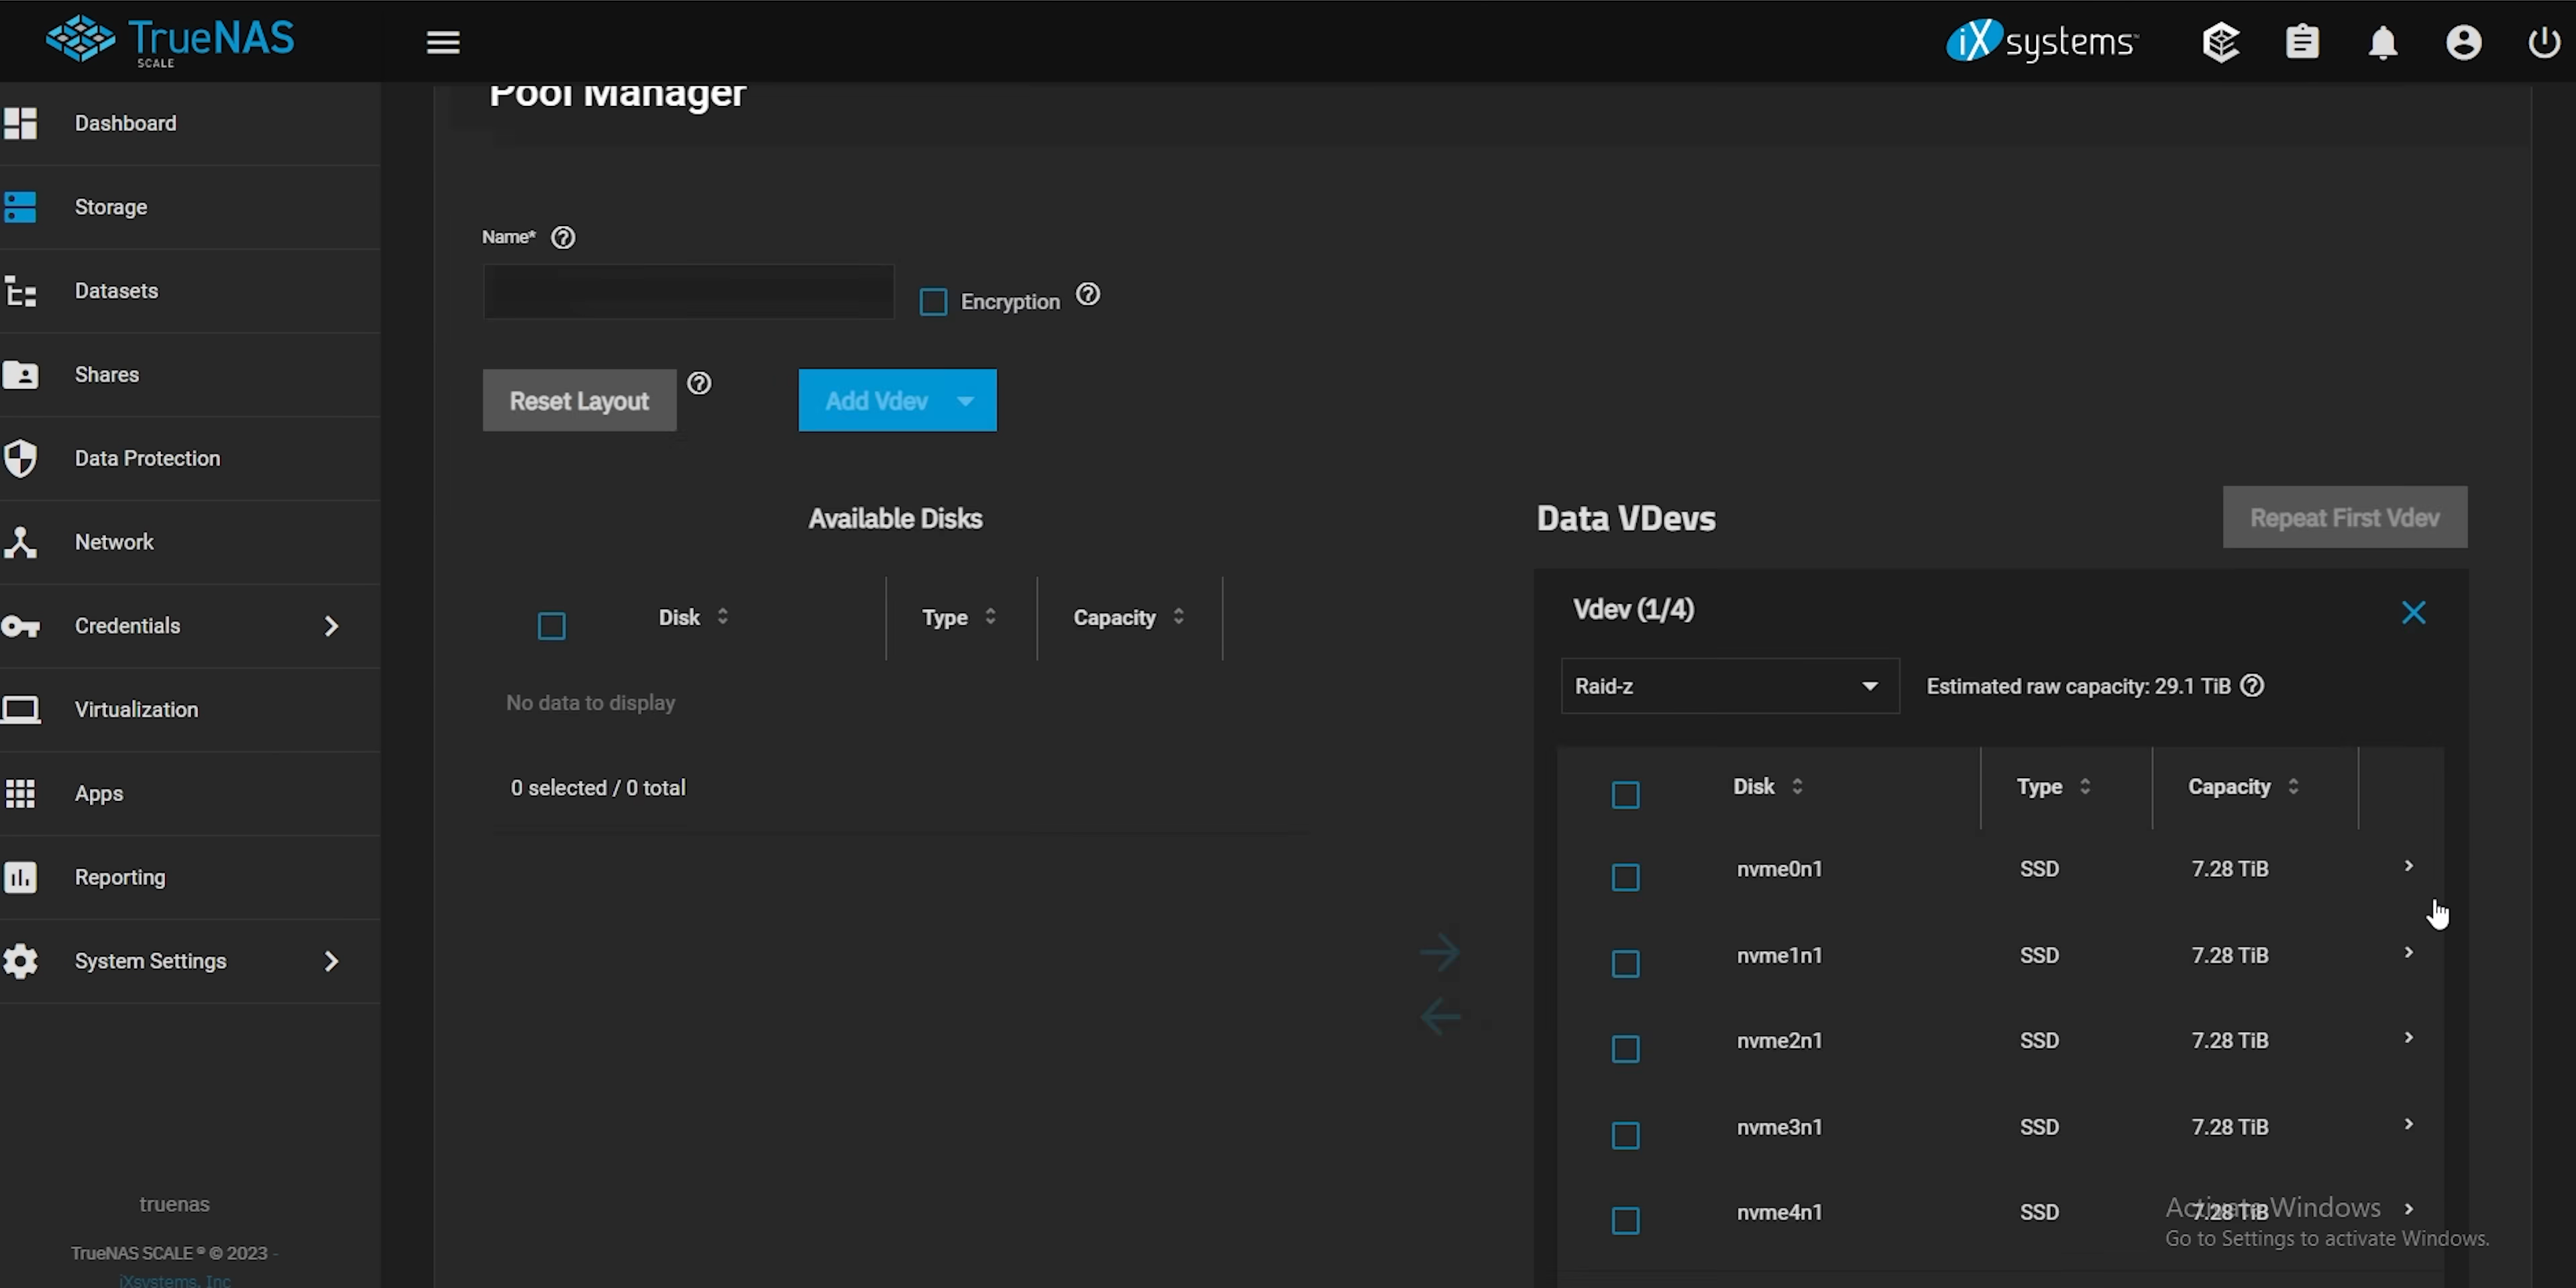 TrueNAS
SCALE
iXsystems™
Dashboard
Storage
Datasets
Shares
Data Protection
Network
Credentials
Virtualization
Apps
Reporting
System Settings
truenas
TrueNAS SCALE ® © 2023 -
iXsystems, Inc
Pool Manager
Name*
Encryption
Reset Layout
Add Vdev
Available Disks
Disk Type Capacity
No data to display
0 selected / 0 total
Data VDevs
Repeat First Vdev
Vdev (1/4)
Raid-z
Estimated raw capacity: 29.1 TiB
Disk Type Capacity
nvme0n1 SSD 7.28 TiB
nvme1n1 SSD 7.28 TiB
nvme2n1 SSD 7.28 TiB
nvme3n1 SSD 7.28 TiB
nvme4n1 SSD 7.28 TiB
Activate Windows
Go to Settings to activate Windows.